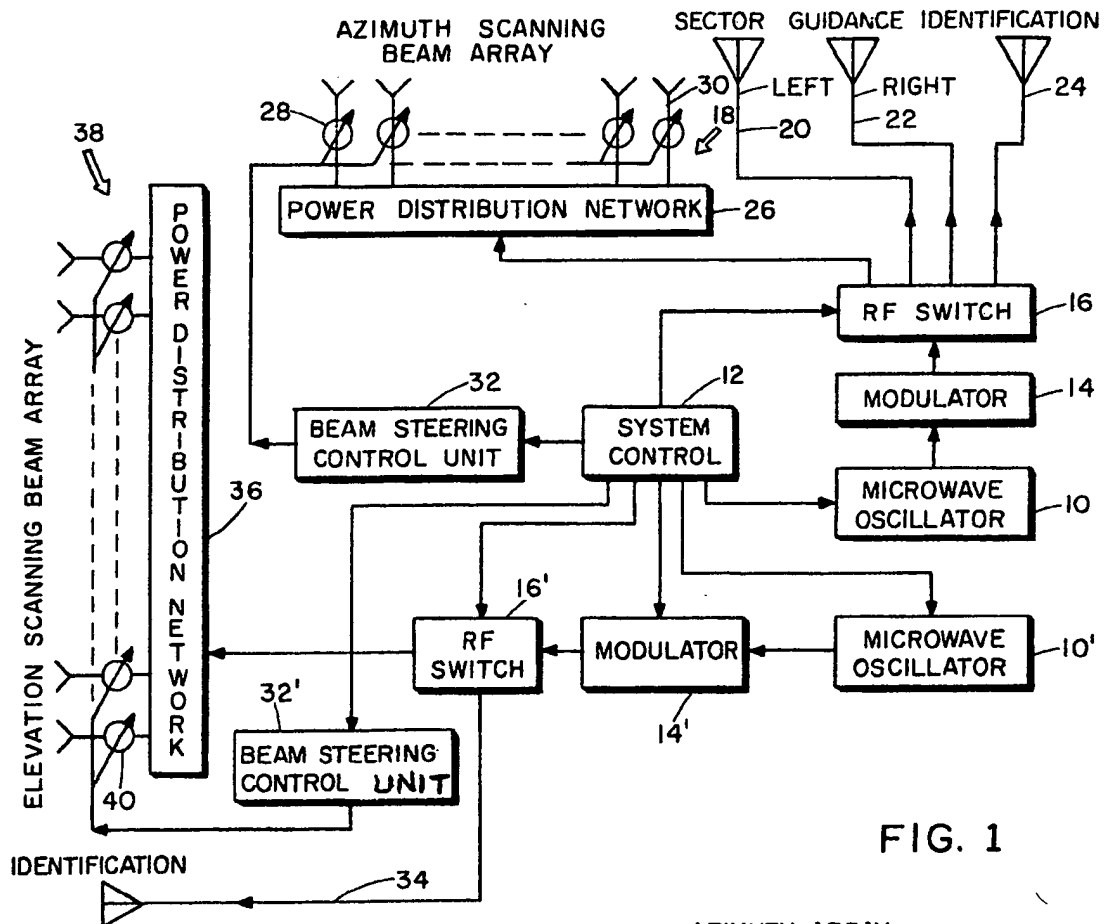 AZIMUTH SCANNING
BEAM ARRAY
SECTOR GUIDANCE IDENTIFICATION
LEFT
RIGHT
20
22
24
28
30
18
38
POWER DISTRIBUTION NETWORK
26
POWER DISTRIBUTION NETWORK
ELEVATION SCANNING BEAM ARRAY
RF SWITCH
16
MODULATOR
14
32
12
BEAM STEERING
CONTROL UNIT
SYSTEM
CONTROL
MICROWAVE
OSCILLATOR
10
36
16'
RF
SWITCH
MODULATOR
14'
MICROWAVE
OSCILLATOR
10'
32'
BEAM STEERING
CONTROL UNIT
40
FIG. 1
IDENTIFICATION
34